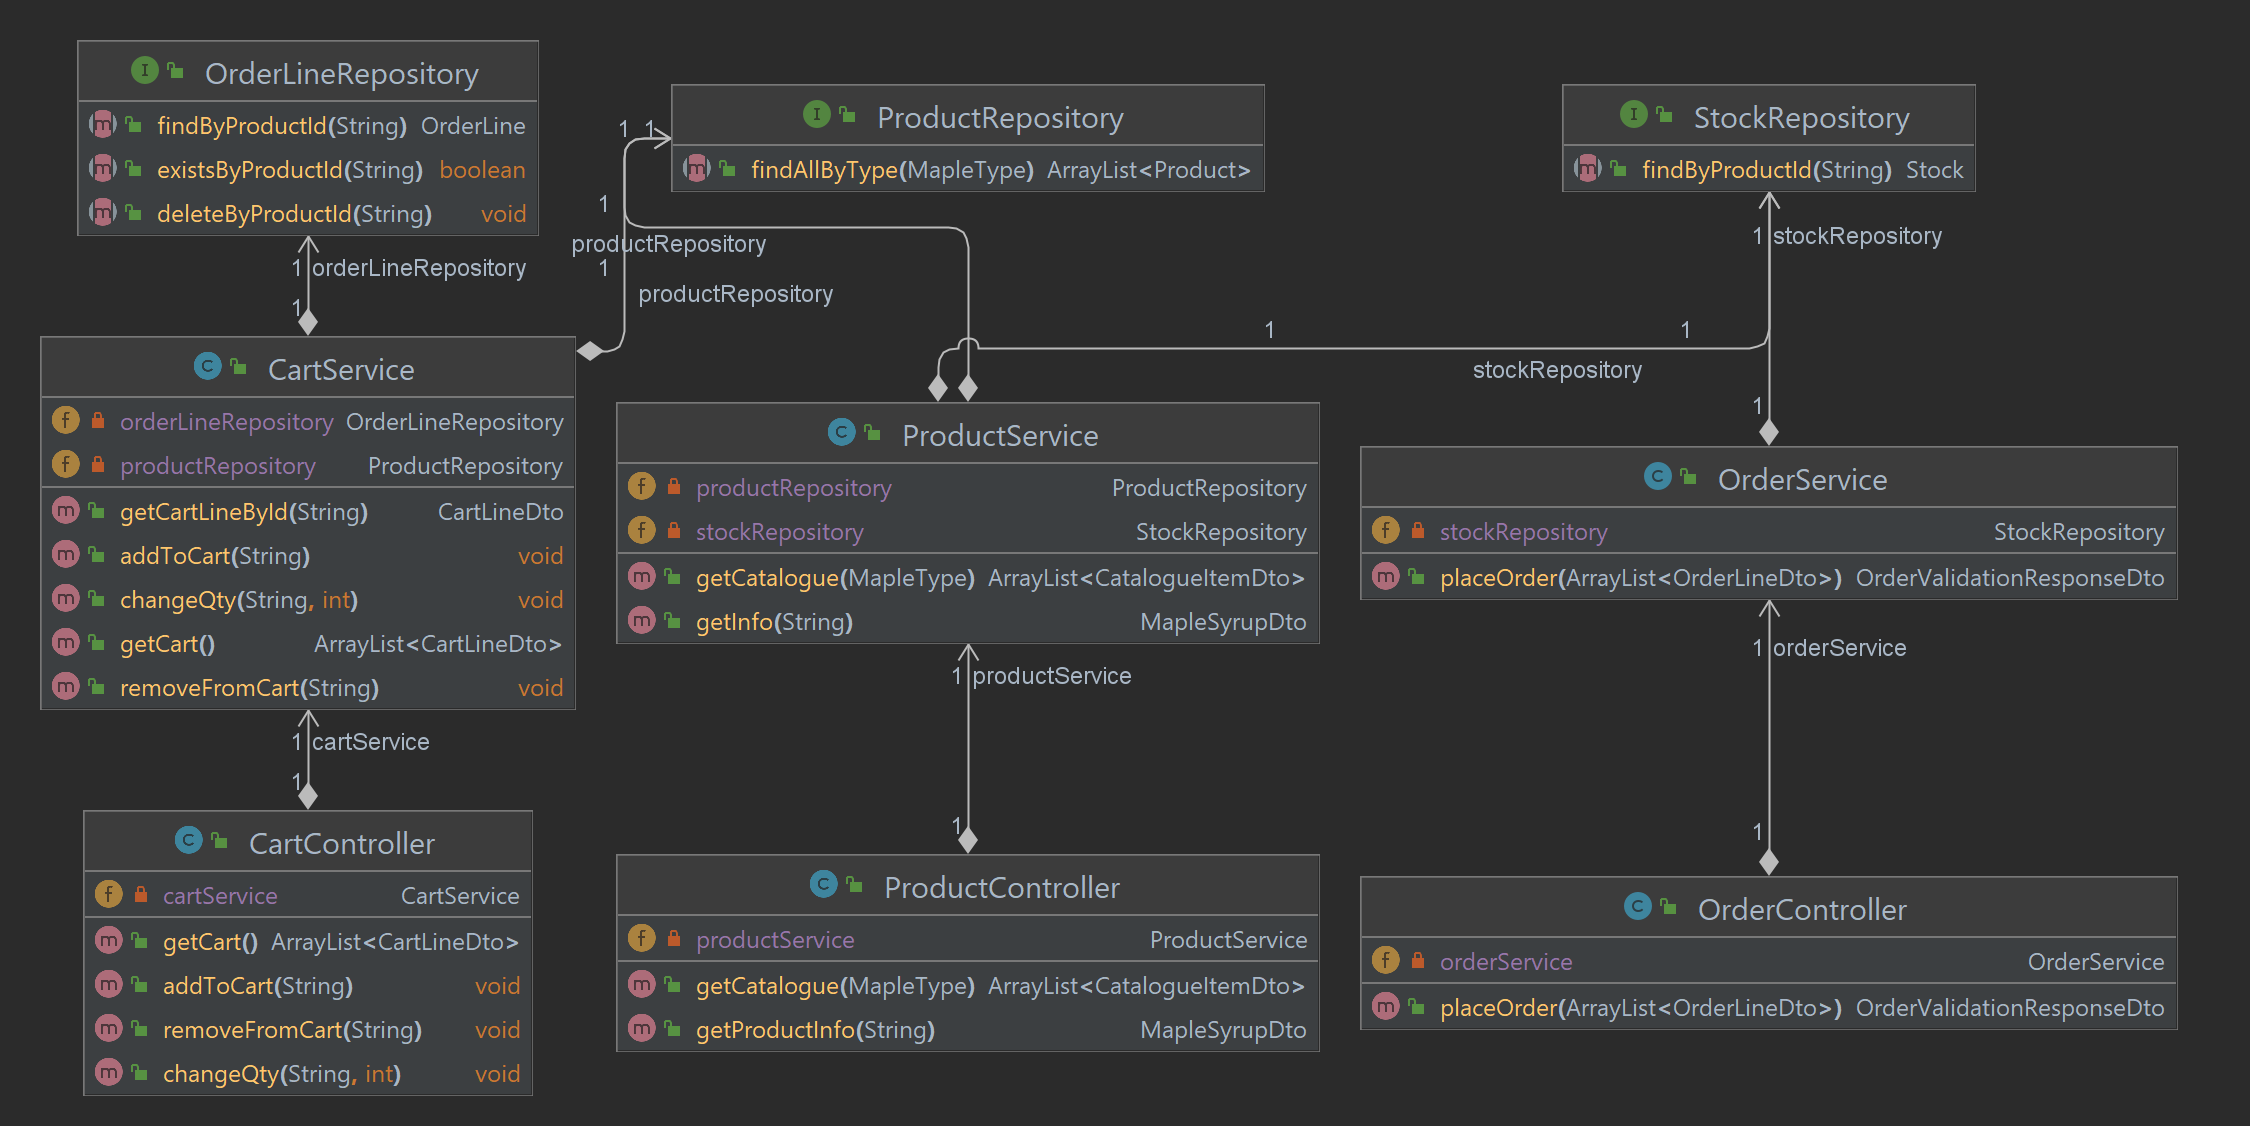 OrderLineRepository
findByProductId(String) OrderLine
existsByProductId(String) boolean
deleteByProductId(String) void
1 orderLineRepository
1
ProductRepository
findAllByType(MapleType) ArrayList<Product>
1 1
1
productRepository
1
productRepository
StockRepository
findByProductId(String) Stock
1 stockRepository
1 1
stockRepository
1
CartService
orderLineRepository OrderLineRepository
productRepository ProductRepository
getCartLineById(String) CartLineDto
addToCart(String) void
changeQty(String, int) void
getCart() ArrayList<CartLineDto>
removeFromCart(String) void
1 cartService
1
ProductService
productRepository ProductRepository
stockRepository StockRepository
getCatalogue(MapleType) ArrayList<CatalogueItemDto>
getInfo(String) MapleSyrupDto
1 productService
1
OrderService
stockRepository StockRepository
placeOrder(ArrayList<OrderLineDto>) OrderValidationResponseDto
1 orderService
1
CartController
cartService CartService
getCart() ArrayList<CartLineDto>
addToCart(String) void
removeFromCart(String) void
changeQty(String, int) void
ProductController
productService ProductService
getCatalogue(MapleType) ArrayList<CatalogueItemDto>
getProductInfo(String) MapleSyrupDto
OrderController
orderService OrderService
placeOrder(ArrayList<OrderLineDto>) OrderValidationResponseDto